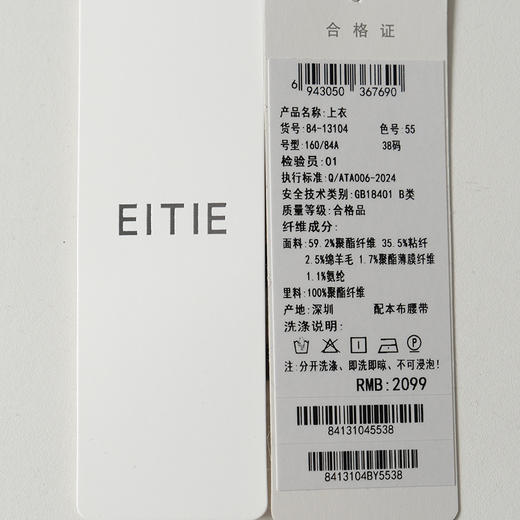 EITIE
合格证
6 943050 367690
产品名称:上衣
货号:84-13104 色号:55
号型:160/84A 38码
检验员:01
执行标准:Q/ATA006-2024
安全技术类别:GB18401 B类
质量等级:合格品
纤维成分:
面料:59.2%聚酯纤维 35.5%粘纤
2.5%绵羊毛 1.7%聚酯薄膜纤维
1.1%氨纶
里料:100%聚酯纤维
产地:深圳 配本布腰带
洗涤说明:
注:分开洗涤、即洗即晾、不可浸泡!
RMB:2099
84131045538
8413104BY5538